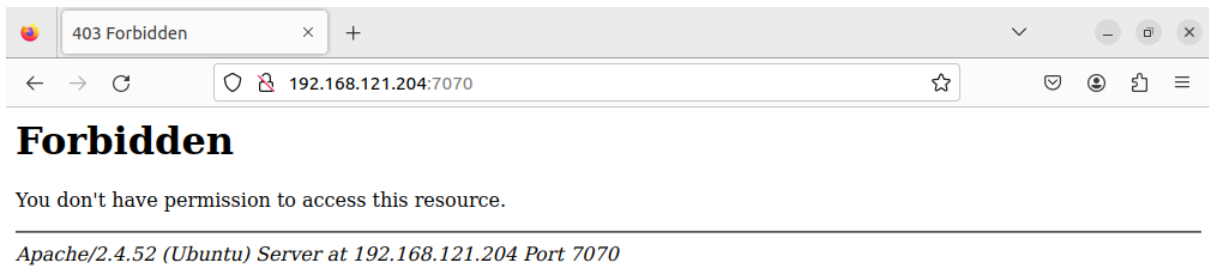 403 Forbidden
192.168.121.204:7070
Forbidden
You don't have permission to access this resource.
Apache/2.4.52 (Ubuntu) Server at 192.168.121.204 Port 7070